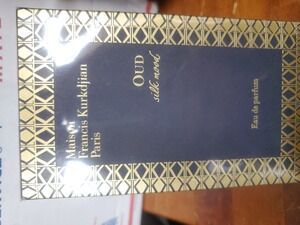 OUD
silk mood
Maison
Francis Kurkdjian
Paris
Eau de parfum